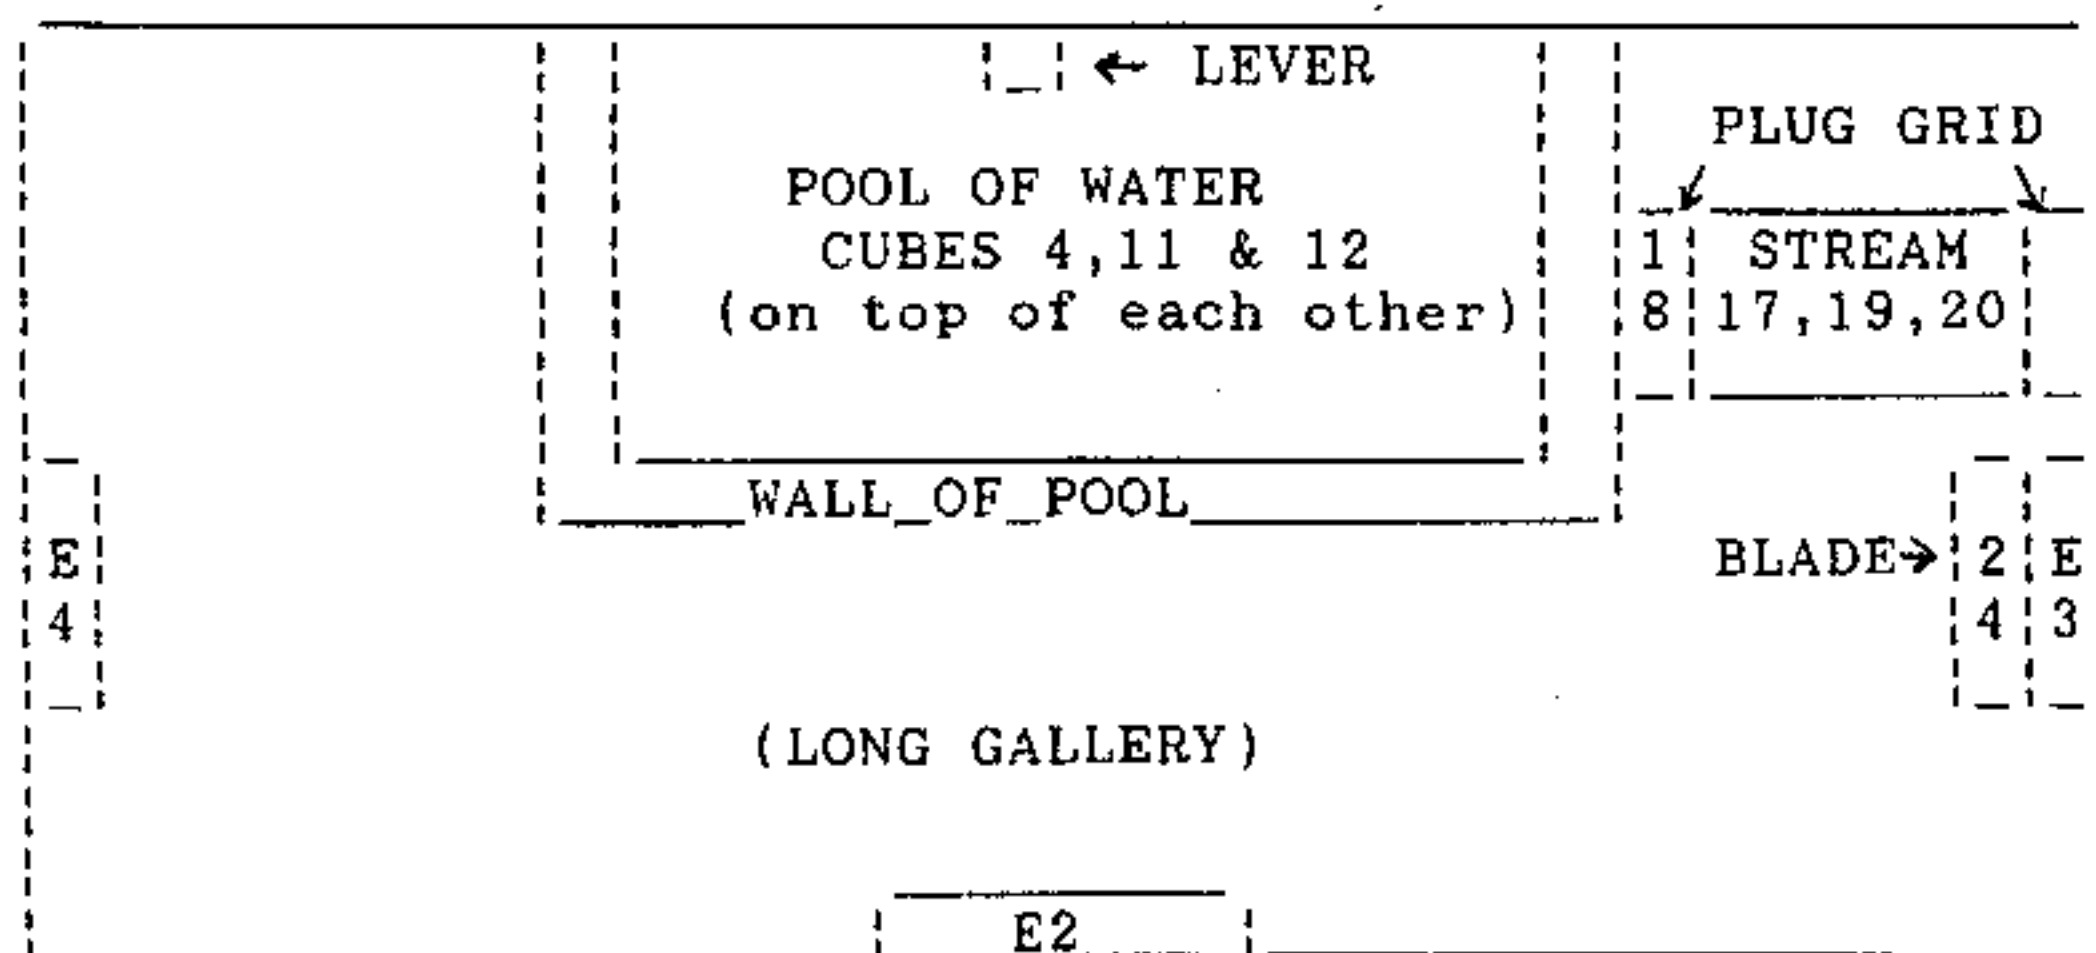 ← LEVER
PLUG GRID
POOL OF WATER
CUBES 4,11 & 12
(on top of each other)
1
8
STREAM
17,19,20
WALL_OF_POOL
E
4
BLADE→
2
4
E
3
(LONG GALLERY)
E2